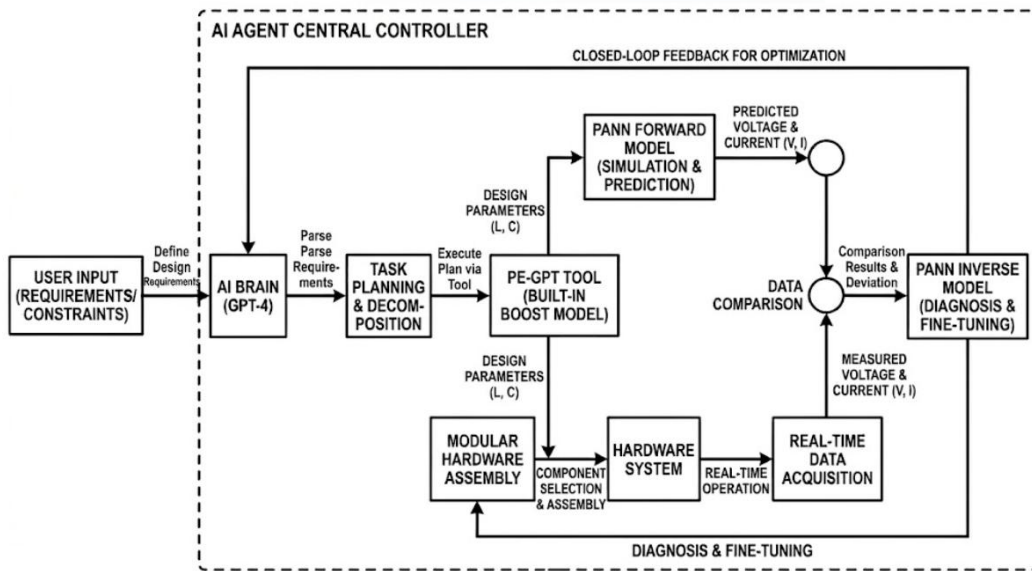 AI AGENT CENTRAL CONTROLLER
CLOSED-LOOP FEEDBACK FOR OPTIMIZATION
USER INPUT
(REQUIREMENTS/
CONSTRAINTS)
Define
Design
Requirements
AI BRAIN
(GPT-4)
Parse
Parse
Require-
ments
TASK
PLANNING
& DECOM-
POSITION
Execute
Plan via
Tool
PE-GPT TOOL
(BUILT-IN
BOOST MODEL)
DESIGN
PARAMETERS
(L, C)
PANN FORWARD
MODEL
(SIMULATION &
PREDICTION)
PREDICTED
VOLTAGE &
CURRENT (V, I)
DATA
COMPARISON
Comparison
Results &
Deviation
PANN INVERSE
MODEL
(DIAGNOSIS
& FINE-TUNING)
DESIGN
PARAMETERS
(L, C)
MODULAR
HARDWARE
ASSEMBLY
COMPONENT
SELECTION
& ASSEMBLY
HARDWARE
SYSTEM
REAL-TIME
OPERATION
REAL-TIME
DATA
ACQUISITION
MEASURED
VOLTAGE &
CURRENT (V, I)
DIAGNOSIS & FINE-TUNING